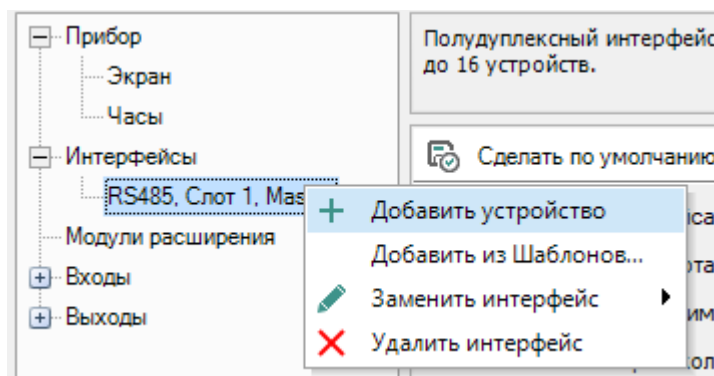 Прибор
Экран
Часы
Интерфейсы
RS485, Слот 1, Mas
Модули расширения
Входы
Выходы
Полудуплексный интерфейс
до 16 устройств.
Сделать по умолчанию
Добавить устройство
Добавить из Шаблонов...
Заменить интерфейс
Удалить интерфейс